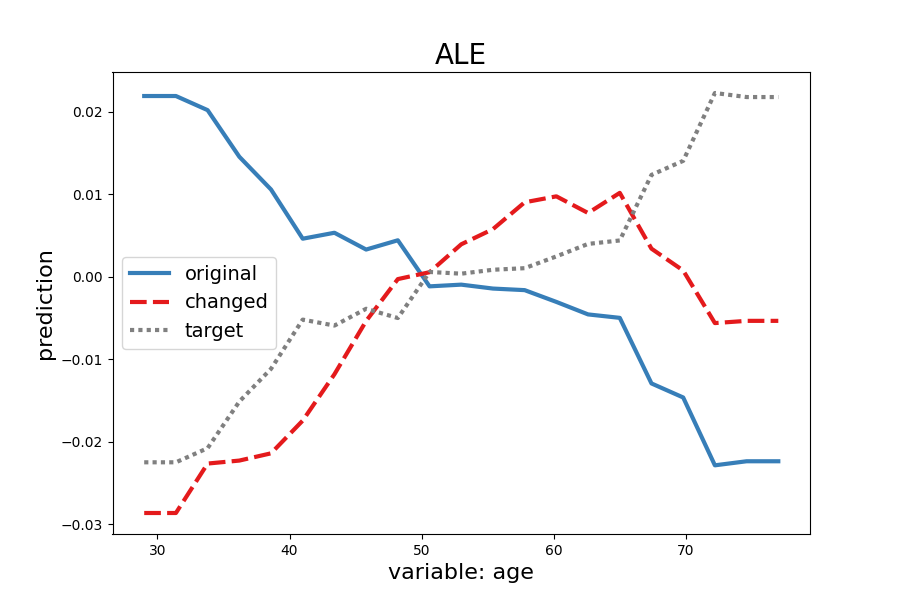 ALE
prediction
0.02
0.01
0.00
−0.01
−0.02
−0.03
original
changed
target
30 40 50 60 70
variable: age